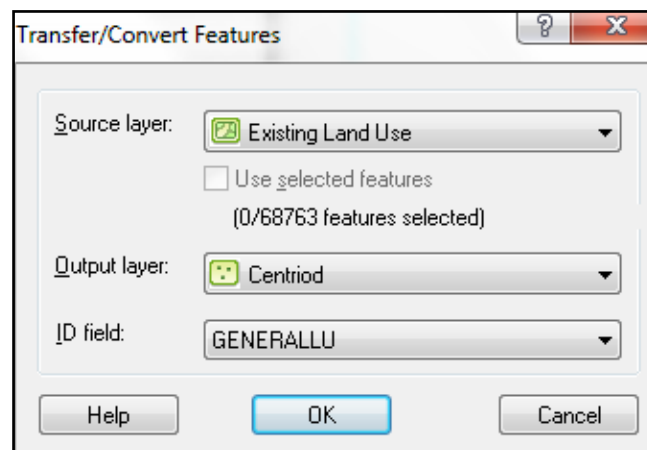 Transfer/Convert Features
? X
Source layer: Existing Land Use
Use selected features
(0/68763 features selected)
Output layer: Centriod
ID field: GENERALLU
Help OK Cancel